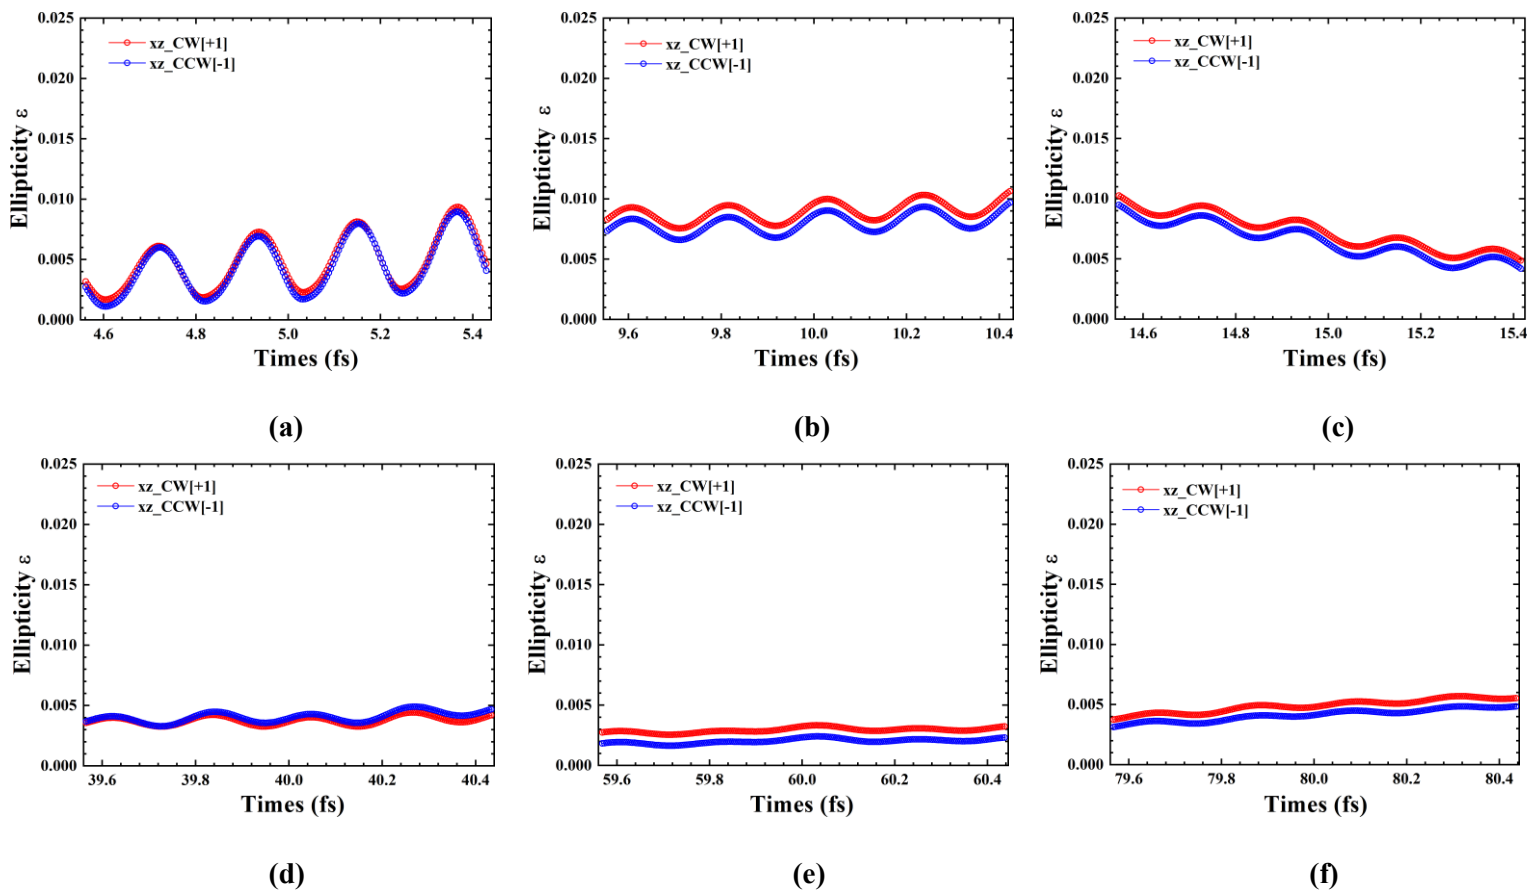 0.025
0.020
0.015
0.010
0.005
0.000
Ellipticity ε
xz_CW[+1]
xz_CCW[-1]
4.6 4.8 5.0 5.2 5.4
Times (fs)
(a)
0.025
0.020
0.015
0.010
0.005
0.000
Ellipticity ε
xz_CW[+1]
xz_CCW[-1]
9.6 9.8 10.0 10.2 10.4
Times (fs)
(b)
0.025
0.020
0.015
0.010
0.005
0.000
Ellipticity ε
xz_CW[+1]
xz_CCW[-1]
14.6 14.8 15.0 15.2 15.4
Times (fs)
(c)
0.025
0.020
0.015
0.010
0.005
0.000
Ellipticity ε
xz_CW[+1]
xz_CCW[-1]
39.6 39.8 40.0 40.2 40.4
Times (fs)
(d)
0.025
0.020
0.015
0.010
0.005
0.000
Ellipticity ε
xz_CW[+1]
xz_CCW[-1]
59.6 59.8 60.0 60.2 60.4
Times (fs)
(e)
0.025
0.020
0.015
0.010
0.005
0.000
Ellipticity ε
xz_CW[+1]
xz_CCW[-1]
79.6 79.8 80.0 80.2 80.4
Times (fs)
(f)